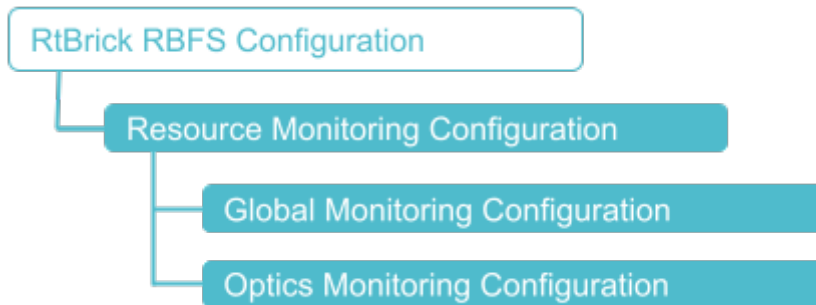 RtBrick RBFS Configuration
Resource Monitoring Configuration
Global Monitoring Configuration
Optics Monitoring Configuration